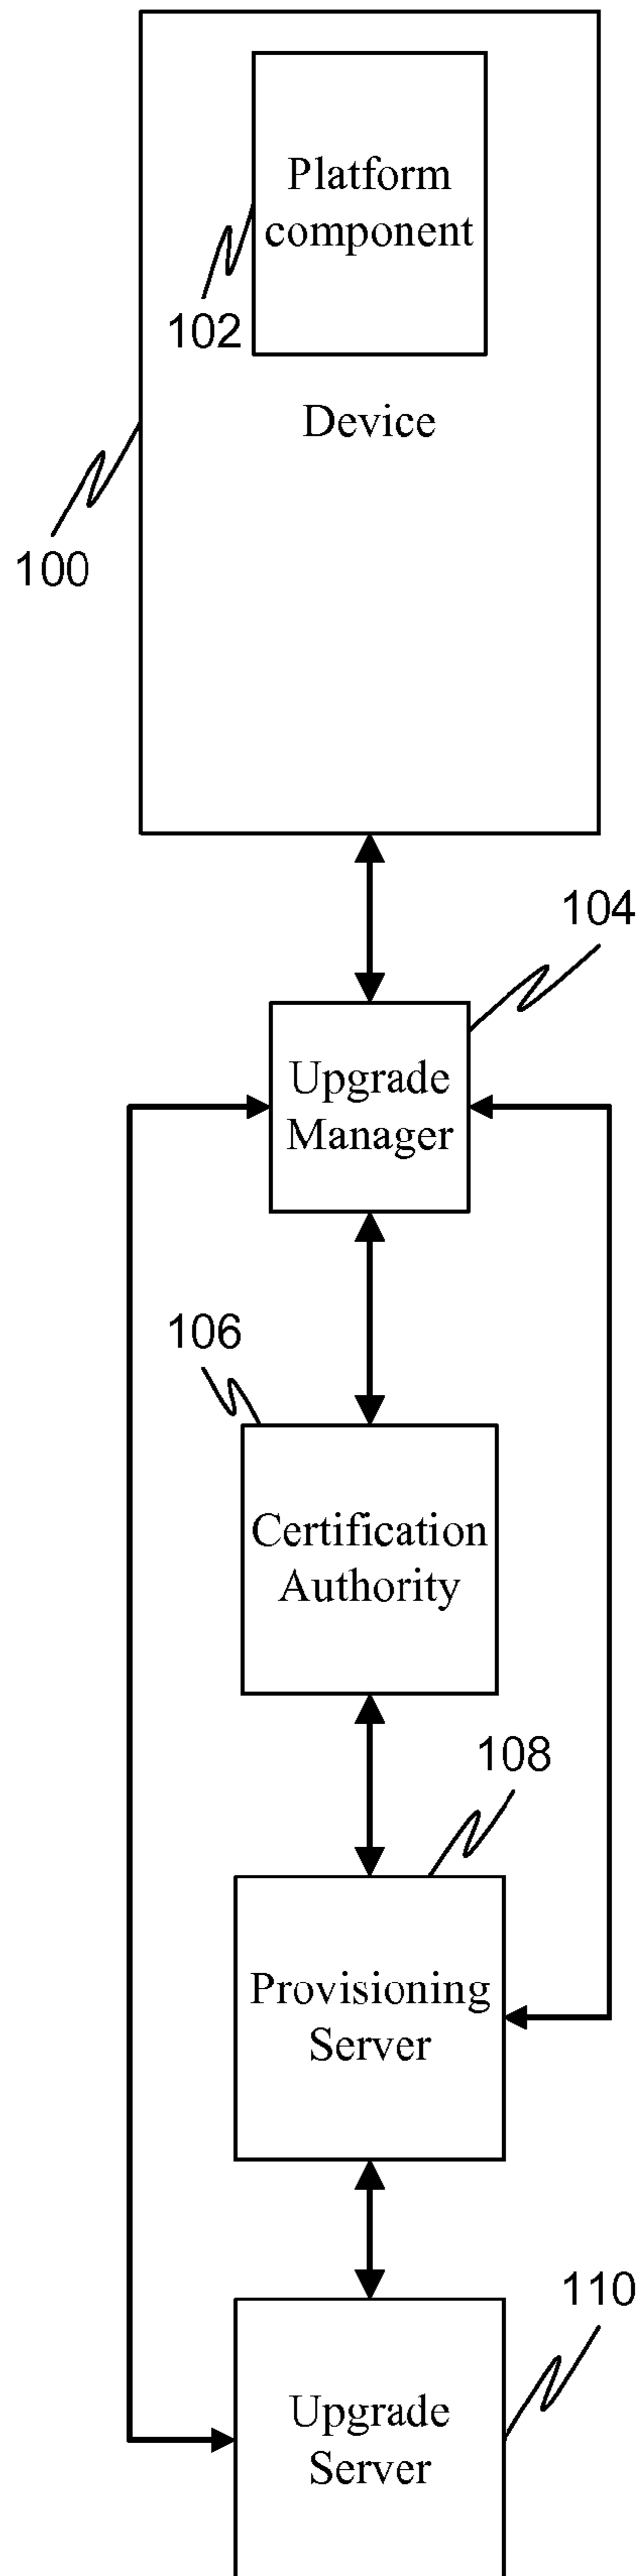 Platform
component
102
Device
100
104
Upgrade
Manager
106
Certification
Authority
108
Provisioning
Server
110
Upgrade
Server